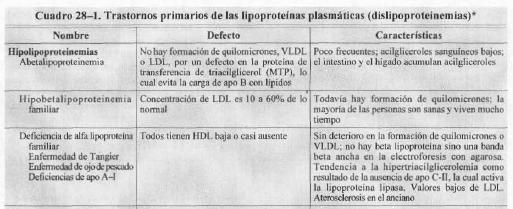 Cuadro 28–1. Trastornos primarios de las lipoproteínas plasmáticas (dislipoproteinemias)*
Nombre
Defecto
Características
Hipolipoproteinemias
Abetalipoproteinemia
No hay formación de quilomicrones, VLDL
o LDL, por un defecto en la proteína de
transferencia de triacilglicerol (MTP), lo
cual evita la carga de apo B con lípidos
Poco frecuentes; acilgliceroles sanguíneos bajos;
el intestino y el hígado acumulan acilgliceroles
Hipobetalipoproteinemia
familiar
Concentración de LDL es 10 a 60% de lo
normal
Todavía hay formación de quilomicrones; la
mayoría de las personas son sanas y viven mucho
tiempo
Deficiencia de alfa lipoproteína
familiar
Enfermedad de Tangier
Enfermedad de ojo de pescado
Deficiencias de apo A–I
Todos tienen HDL baja o casi ausente
Sin deterioro en la formación de quilomicrones o
VLDL; no hay beta lipoproteína sino una banda
beta ancha en la electroforesis con agarosa.
Tendencia a la hipertriacilglicerolemia como
resultado de la ausencia de apo C-II, la cual activa
la lipoproteína lipasa. Valores bajos de LDL.
Aterosclerosis en el anciano